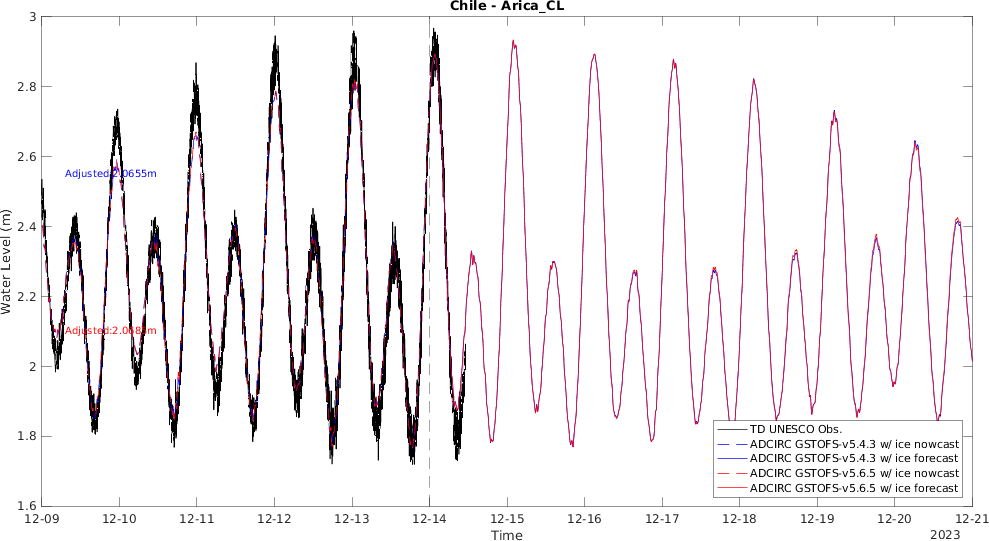 Chile - Arica_CL
3
2.8
2.6
2.4
2.2
2
1.8
1.6
Water Level (m)
Adjusted:2.0655m
12-09
12-10
12-11
12-12
12-13
12-14
12-15
12-16
12-17
12-18
12-19
12-20
12-21
Time
2023
TD UNESCO Obs.
ADCIRC GSTOFS-v5.4.3 w/ ice nowcast
ADCIRC GSTOFS-v5.4.3 w/ ice forecast
ADCIRC GSTOFS-v5.6.5 w/ ice nowcast
ADCIRC GSTOFS-v5.6.5 w/ ice forecast